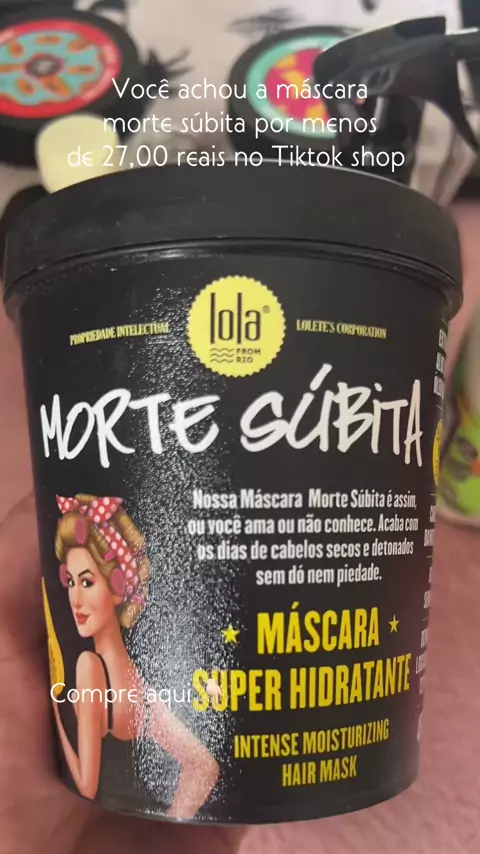 Você achou a máscara
morte súbita por menos
de 27,00 reais no Tiktok shop
lola®
FROM
RIO
PROPRIEDADE INTELECTUAL
LOLETE'S CORPORATION
MORTE SÚBITA
Nossa Máscara Morte Súbita é assim,
ou você ama ou não conhece. Acaba com
os dias de cabelos secos e detonados
sem dó nem piedade.
MÁSCARA
SUPER HIDRATANTE
Compre aqui
INTENSE MOISTURIZING
HAIR MASK